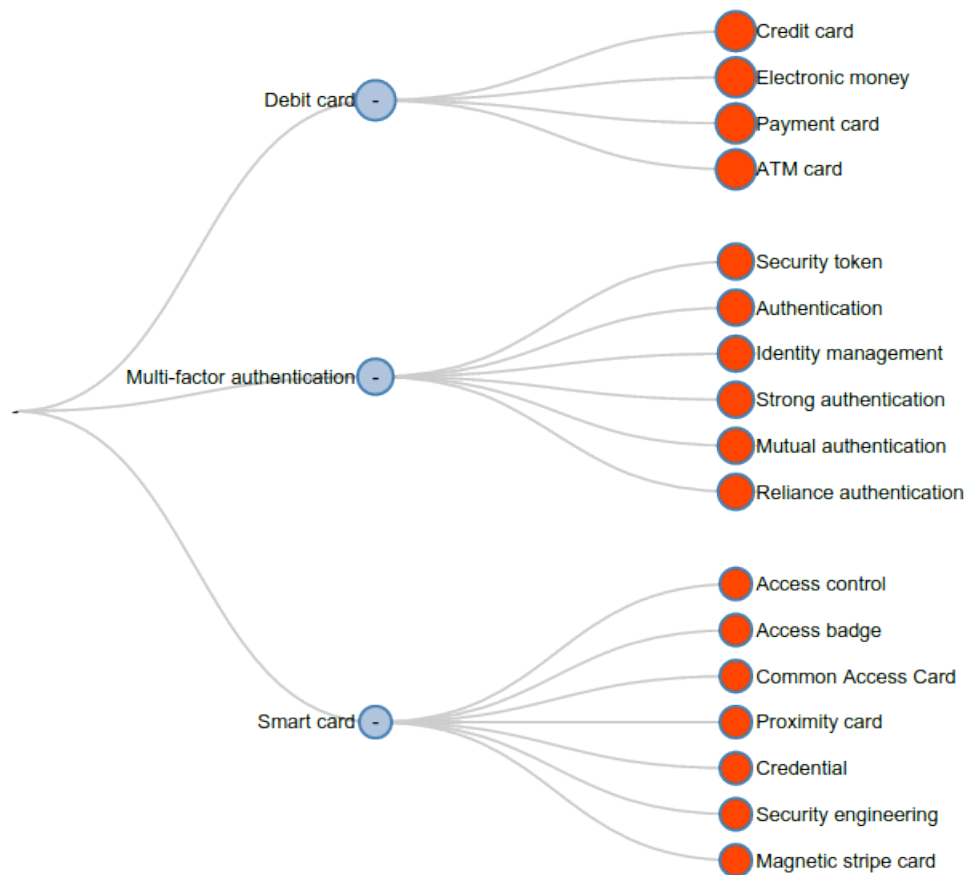 Credit card
Debit card -
Electronic money
Payment card
ATM card
Security token
Authentication
Identity management
Multi-factor authentication -
Strong authentication
-
Mutual authentication
Reliance authentication
Access control
Access badge
Common Access Card
Smart card -
Proximity card
Credential
Security engineering
Magnetic stripe card